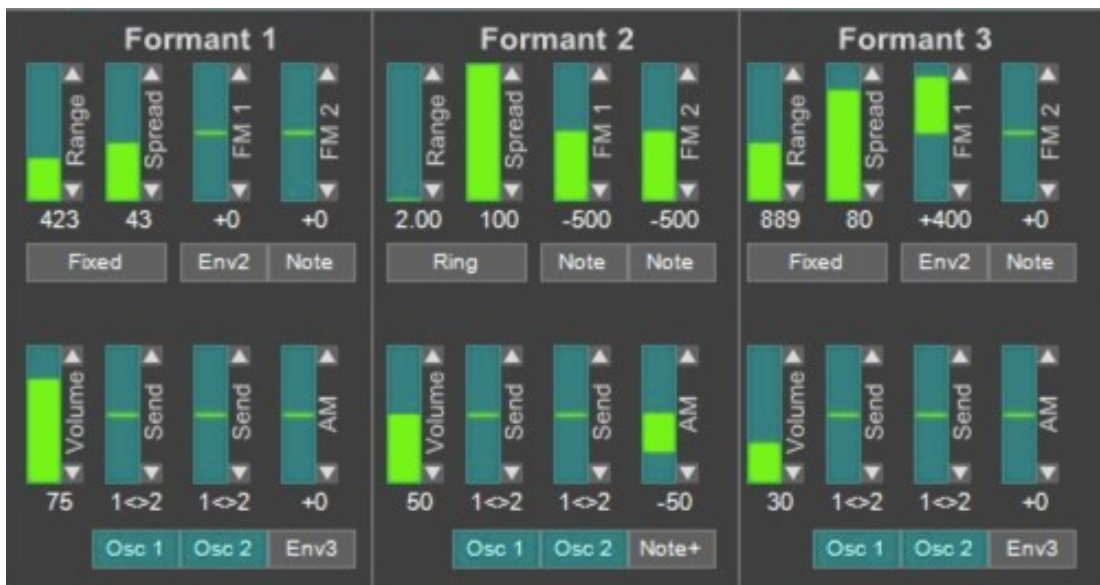 Formant 1
Range Spread FM 1 FM 2
423 43 +0 +0
Fixed Env2 Note
Volume Send Send AM
75 1<>2 1<>2 +0
Osc 1 Osc 2 Env3
Formant 2
Range Spread FM 1 FM 2
2.00 100 -500 -500
Ring Note Note
Volume Send Send AM
50 1<>2 1<>2 -50
Osc 1 Osc 2 Note+
Formant 3
Range Spread FM 1 FM 2
889 80 +400 +0
Fixed Env2 Note
Volume Send Send AM
30 1<>2 1<>2 +0
Osc 1 Osc 2 Env3